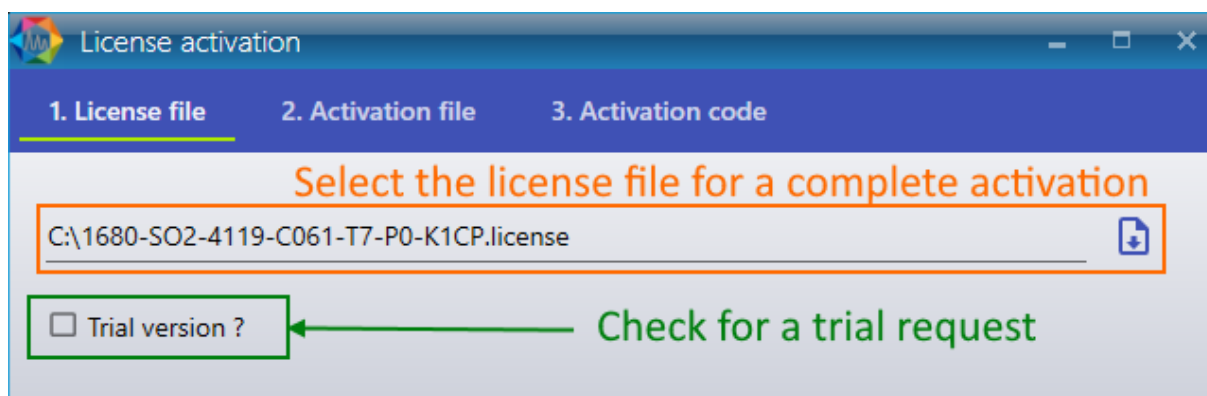 License activation
1. License file 2. Activation file 3. Activation code
Select the license file for a complete activation
C:\1680-SO2-4119-C061-T7-P0-K1CP.license
Trial version ?
Check for a trial request